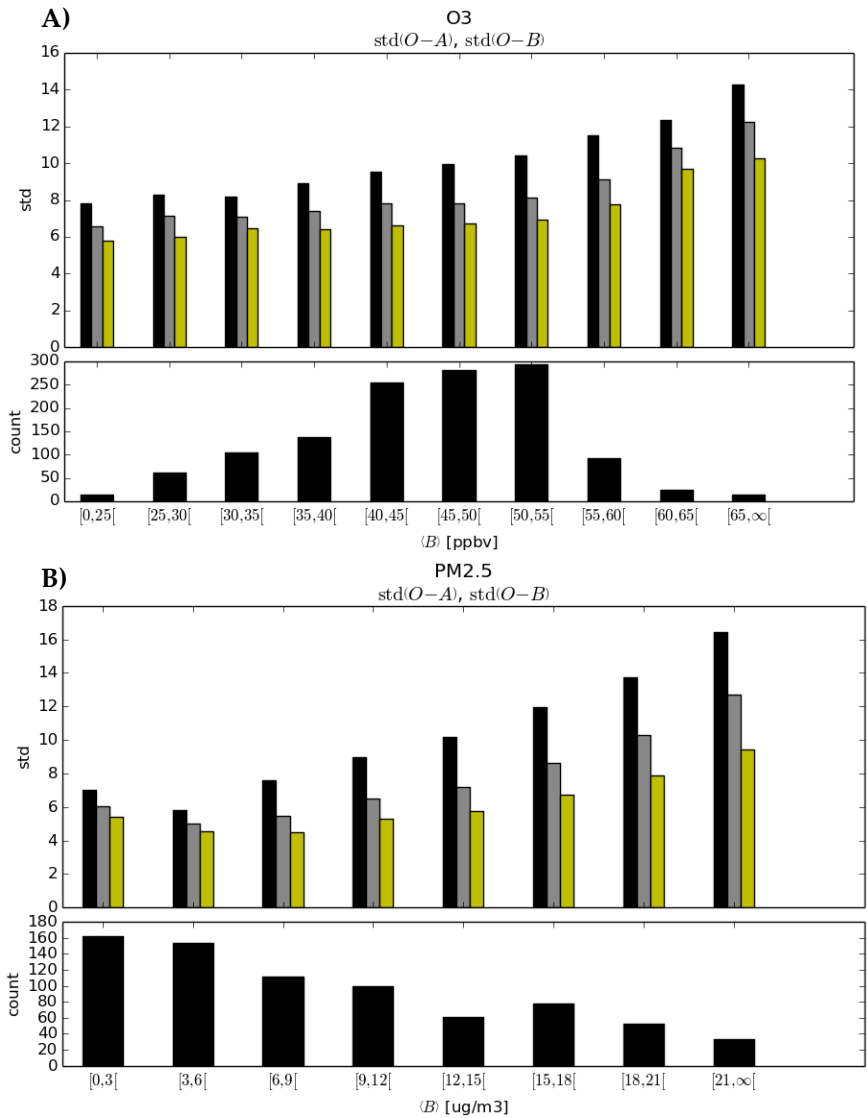 A)
O3
std(O−A), std(O−B)
16
14
12
10
8
6
4
2
0
std
300
250
200
150
100
50
0
count
[0,25[ [25,30[ [30,35[ [35,40[ [40,45[ [45,50[ [50,55[ [55,60[ [60,65[ [65,∞[
⟨B⟩ [ppbv]
B)
PM2.5
std(O−A), std(O−B)
18
16
14
12
10
8
6
4
2
0
std
180
160
140
120
100
80
60
40
20
0
count
[0,3[ [3,6[ [6,9[ [9,12[ [12,15[ [15,18[ [18,21[ [21,∞[
⟨B⟩ [ug/m3]